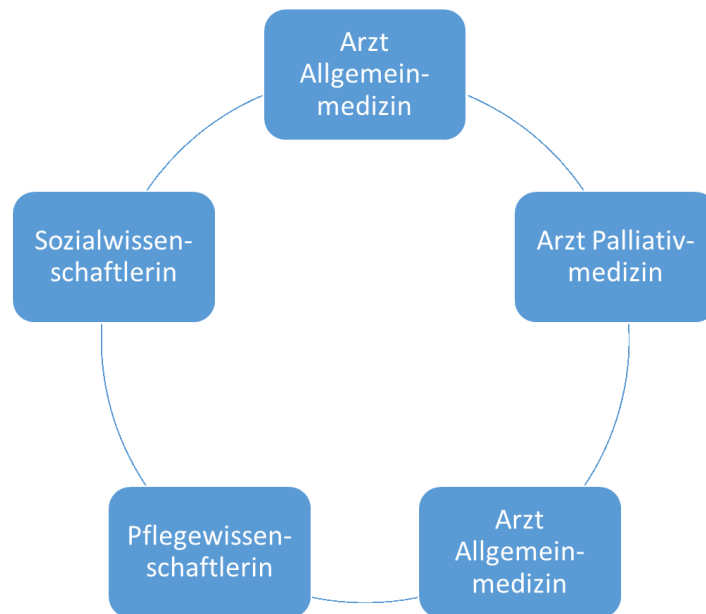 Arzt
Allgemein-
medizin
Arzt Palliativ-
medizin
Arzt
Allgemein-
medizin
Pflegewissen-
schaftlerin
Sozialwissen-
schaftlerin